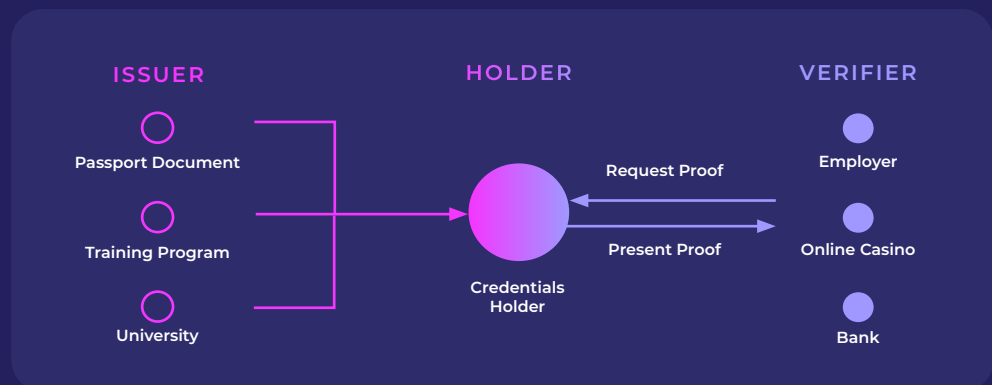 ISSUER
HOLDER
VERIFIER
Passport Document
Training Program
University
Request Proof
Present Proof
Credentials
Holder
Employer
Online Casino
Bank